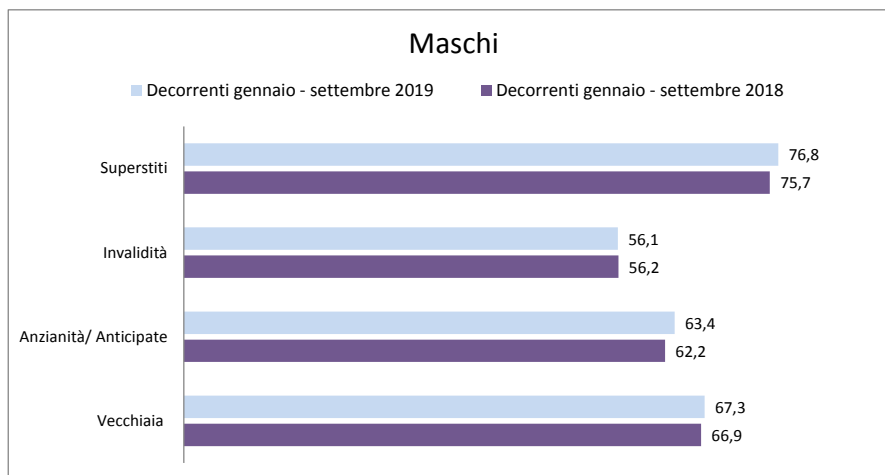 Maschi
Decorrenti gennaio - settembre 2019 Decorrenti gennaio - settembre 2018
Superstiti 76,8
75,7
Invalidità 56,1
56,2
Anzianità/ Anticipate 63,4
62,2
Vecchiaia 67,3
66,9